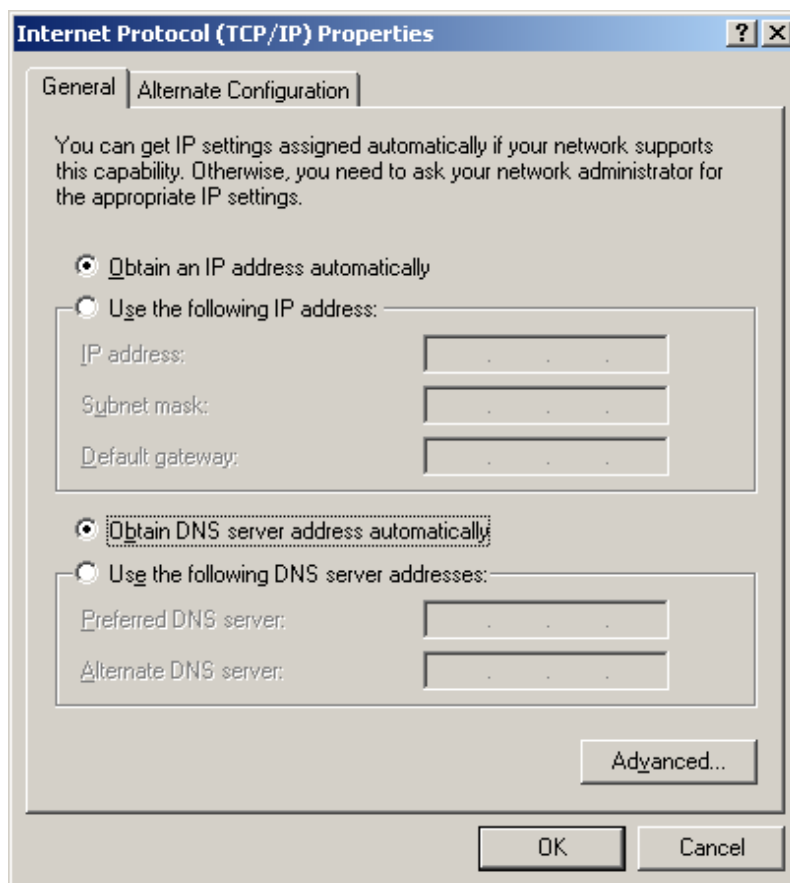 Internet Protocol (TCP/IP) Properties
General
Alternate Configuration
You can get IP settings assigned automatically if your network supports
this capability. Otherwise, you need to ask your network administrator for
the appropriate IP settings.
Obtain an IP address automatically
Use the following IP address:
IP address:
Subnet mask:
Default gateway:
Obtain DNS server address automatically
Use the following DNS server addresses:
Preferred DNS server:
Alternate DNS server:
Advanced...
OK
Cancel